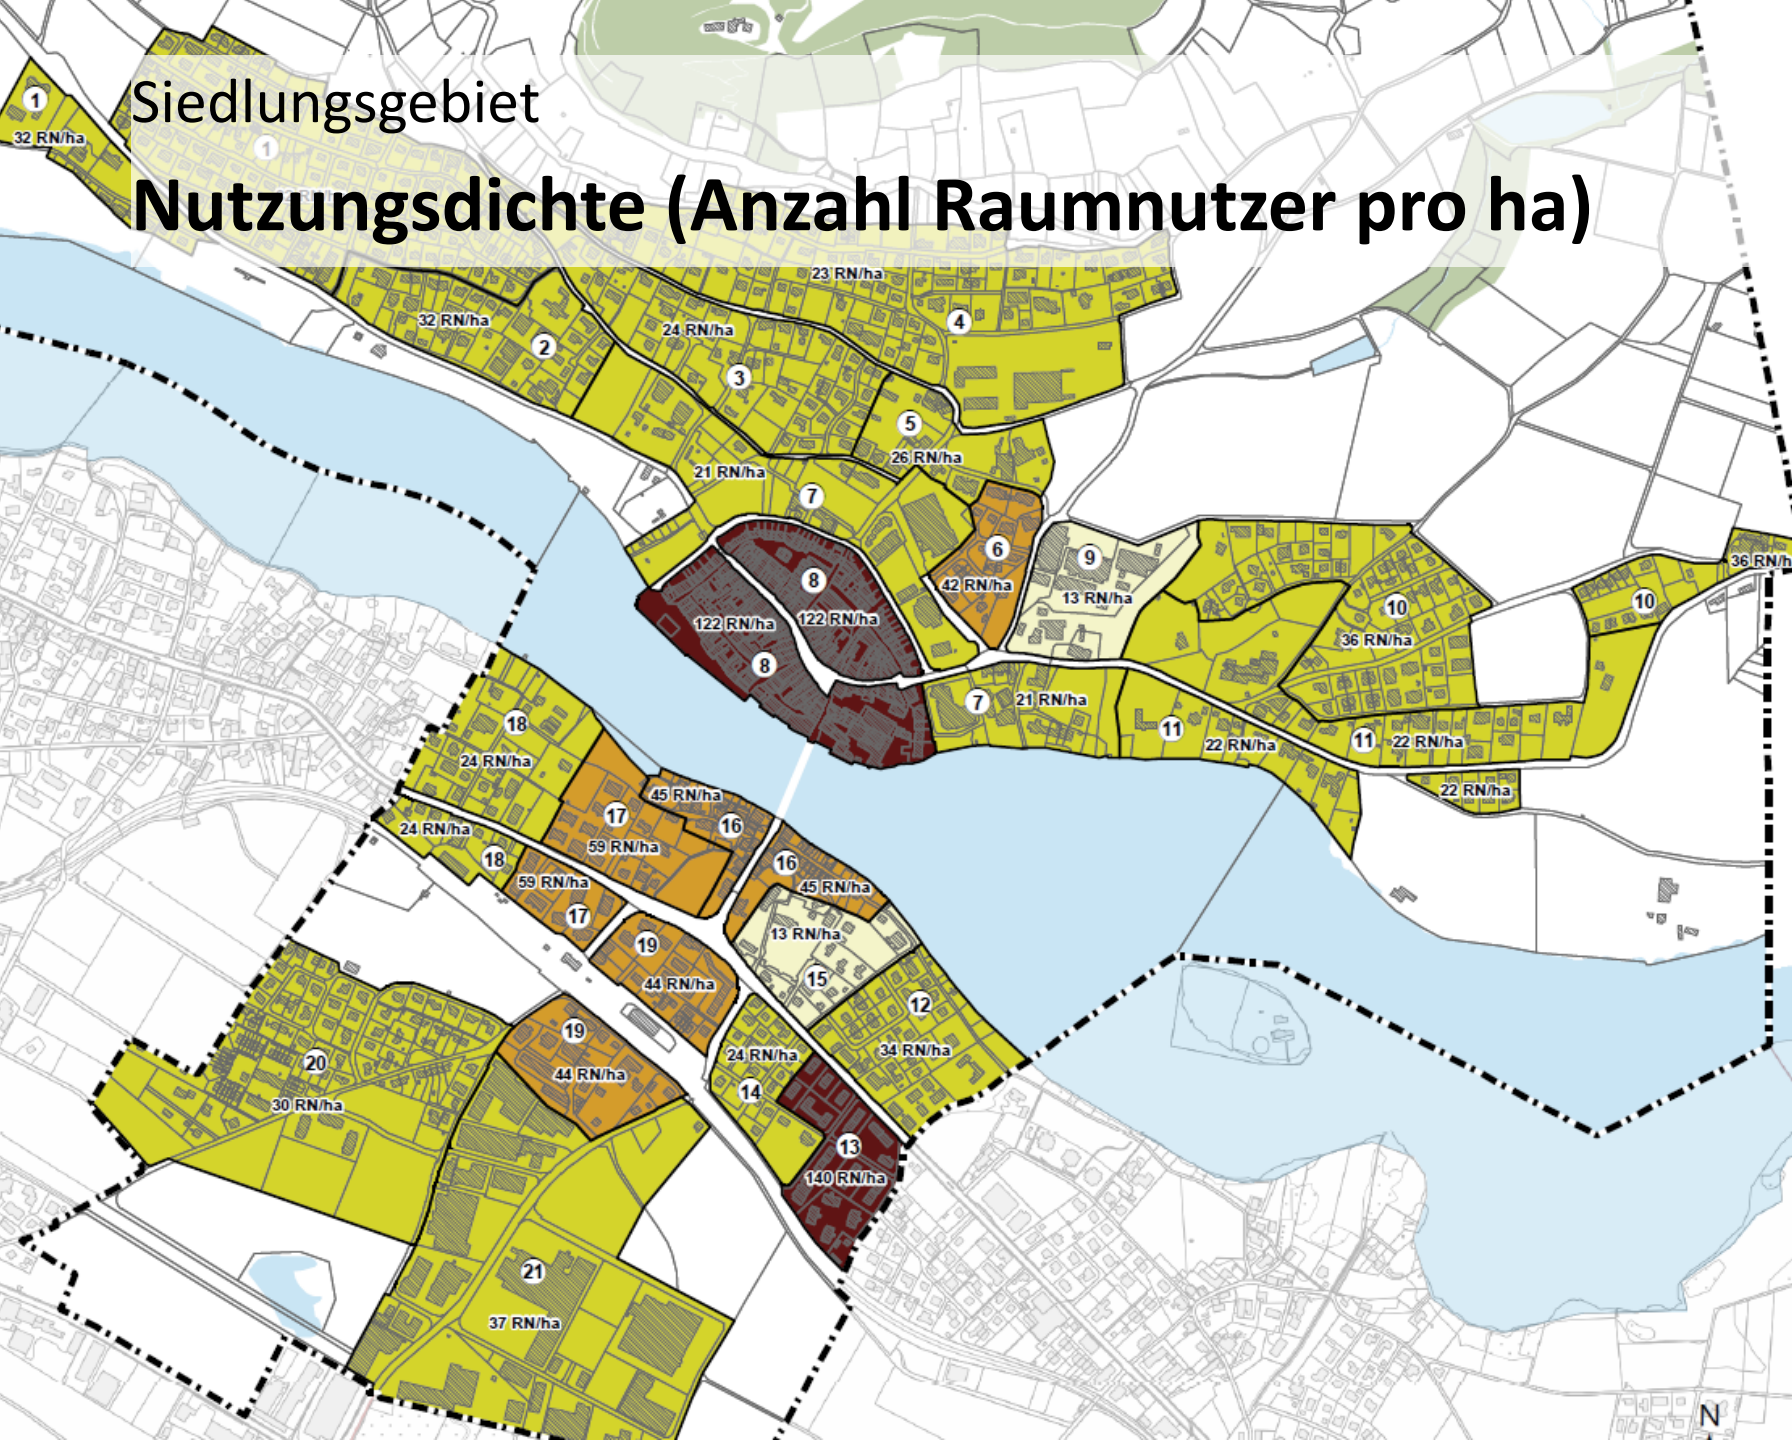 Siedlungsgebiet
Nutzungsdichte (Anzahl Raumnutzer pro ha)
1
32 RN/ha
1
23 RN/ha
4
32 RN/ha
2
24 RN/ha
3
5
26 RN/ha
21 RN/ha
7
6
42 RN/ha
9
13 RN/ha
8
122 RN/ha
122 RN/ha
8
10
36 RN/ha
10
36 RN/h
7
21 RN/ha
11
22 RN/ha
11
22 RN/ha
22 RN/ha
18
24 RN/ha
24 RN/ha
18
45 RN/ha
17
16
59 RN/ha
16
45 RN/ha
59 RN/ha
17
19
44 RN/ha
13 RN/ha
15
12
34 RN/ha
19
44 RN/ha
24 RN/ha
14
20
30 RN/ha
13
140 RN/ha
21
37 RN/ha
N